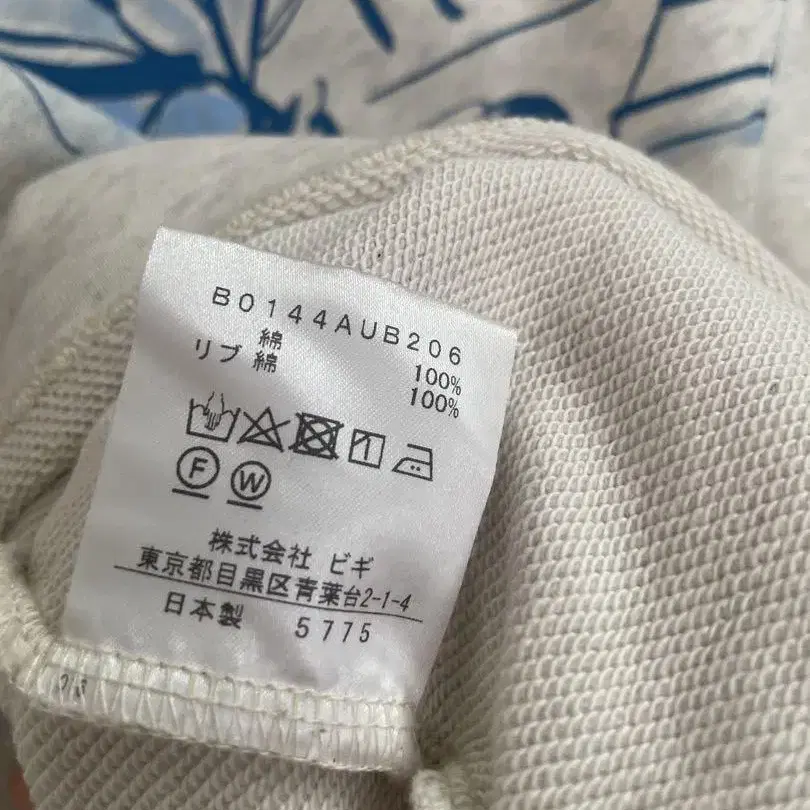 B0144AUB206
綿 100%
リブ 綿 100%
F W
株式会社 ビギ
東京都目黒区青葉台2-1-4
日本製 5775